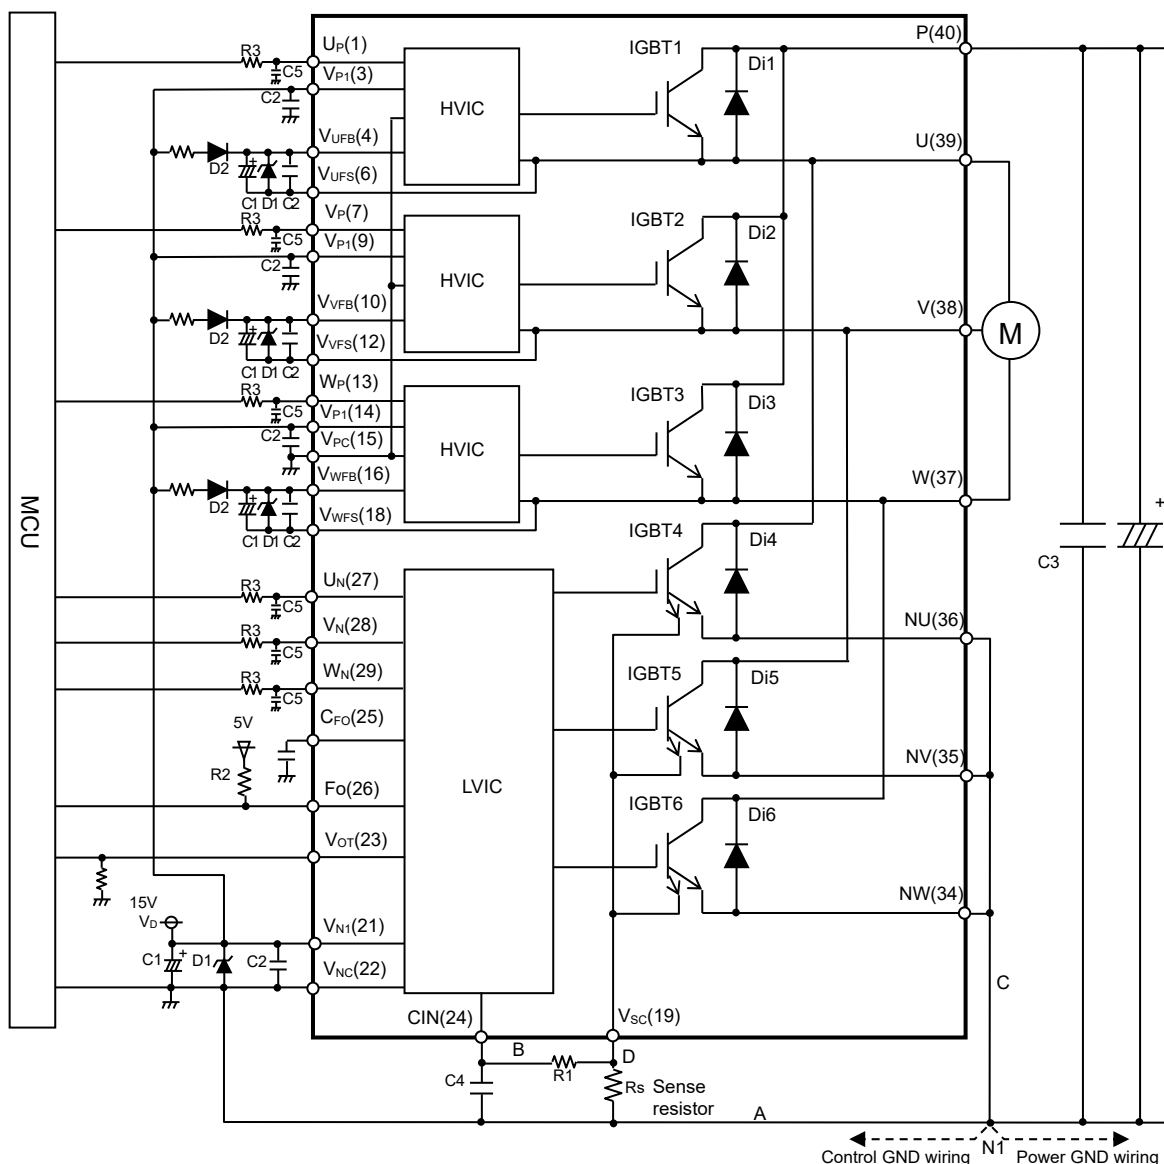 MCU
R3
C5
C2
D2
C1
+
D1
C2
R3
C5
C2
D2
C1
+
D1
C2
R3
C5
C2
D2
C1
+
D1
C2
R3
C5
R3
C5
R3
C5
5V
R2
15V
VD
C1
+
D1
C2
UP(1)
VP1(3)
VUFB(4)
VUFS(6)
VP(7)
VP1(9)
VVFB(10)
VVFS(12)
WP(13)
VP1(14)
VPC(15)
VWFB(16)
VWFS(18)
UN(27)
VN(28)
WN(29)
CFO(25)
Fo(26)
VOT(23)
VN1(21)
VNC(22)
HVIC
HVIC
HVIC
LVIC
IGBT1
Di1
IGBT2
Di2
IGBT3
Di3
IGBT4
Di4
IGBT5
Di5
IGBT6
Di6
P(40)
U(39)
V(38)
W(37)
NU(36)
NV(35)
NW(34)
M
C3
+
C
CIN(24)
VSC(19)
B
D
R1
C4
Rs
Sense
resistor
A
N1
Control GND wiring
Power GND wiring